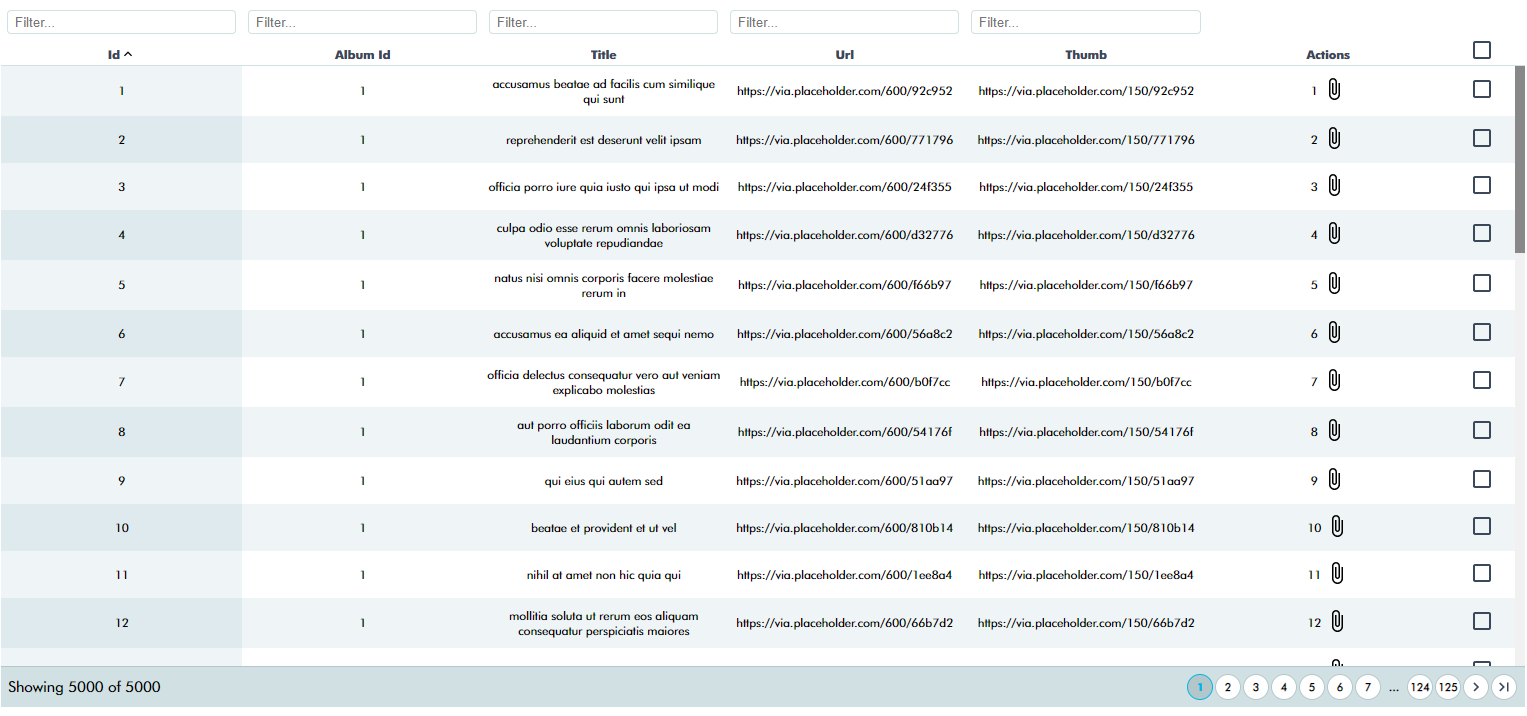 Filter... Filter... Filter... Filter... Filter...
Id Album Id Title Url Thumb Actions
1 1 accusamus beatae ad facilis cum similique https://via.placeholder.com/600/92c952 https://via.placeholder.com/150/92c952 1
qui sunt
2 1 reprehenderit est deserunt velit ipsam https://via.placeholder.com/600/771796 https://via.placeholder.com/150/771796 2
3 1 officia porro iure quia iusto qui ipsa ut modi https://via.placeholder.com/600/24f355 https://via.placeholder.com/150/24f355 3
4 1 culpa odio esse rerum omnis laboriosam https://via.placeholder.com/600/d32776 https://via.placeholder.com/150/d32776 4
voluptate repudiandae
5 1 natus nisi omnis corporis facere molestiae https://via.placeholder.com/600/f66b97 https://via.placeholder.com/150/f66b97 5
rerum in
6 1 accusamus ea aliquid et amet sequi nemo https://via.placeholder.com/600/56a8c2 https://via.placeholder.com/150/56a8c2 6
7 1 officia delectus consequatur vero aut veniam https://via.placeholder.com/600/b0f7cc https://via.placeholder.com/150/b0f7cc 7
explicabo molestias
8 1 aut porro officiis laborum odit ea https://via.placeholder.com/600/54176f https://via.placeholder.com/150/54176f 8
laudantium corporis
9 1 qui eius qui autem sed https://via.placeholder.com/600/51aa97 https://via.placeholder.com/150/51aa97 9
10 1 beatae et provident et ut vel https://via.placeholder.com/600/810b14 https://via.placeholder.com/150/810b14 10
11 1 nihil at amet non hic quia qui https://via.placeholder.com/600/1ee8a4 https://via.placeholder.com/150/1ee8a4 11
12 1 mollitia soluta ut rerum eos aliquam https://via.placeholder.com/600/66b7d2 https://via.placeholder.com/150/66b7d2 12
consequatur perspiciatis maiores
Showing 5000 of 5000 1 2 3 4 5 6 7 ... 124 125